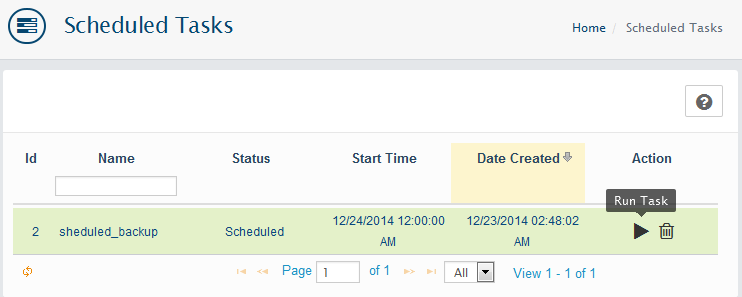 Scheduled Tasks
Home / Scheduled Tasks
Id Name Status Start Time Date Created Action
Run Task
2 sheduled_backup Scheduled 12/24/2014 12:00:00 AM 12/23/2014 02:48:02 AM
Page 1 of 1 All View 1 - 1 of 1